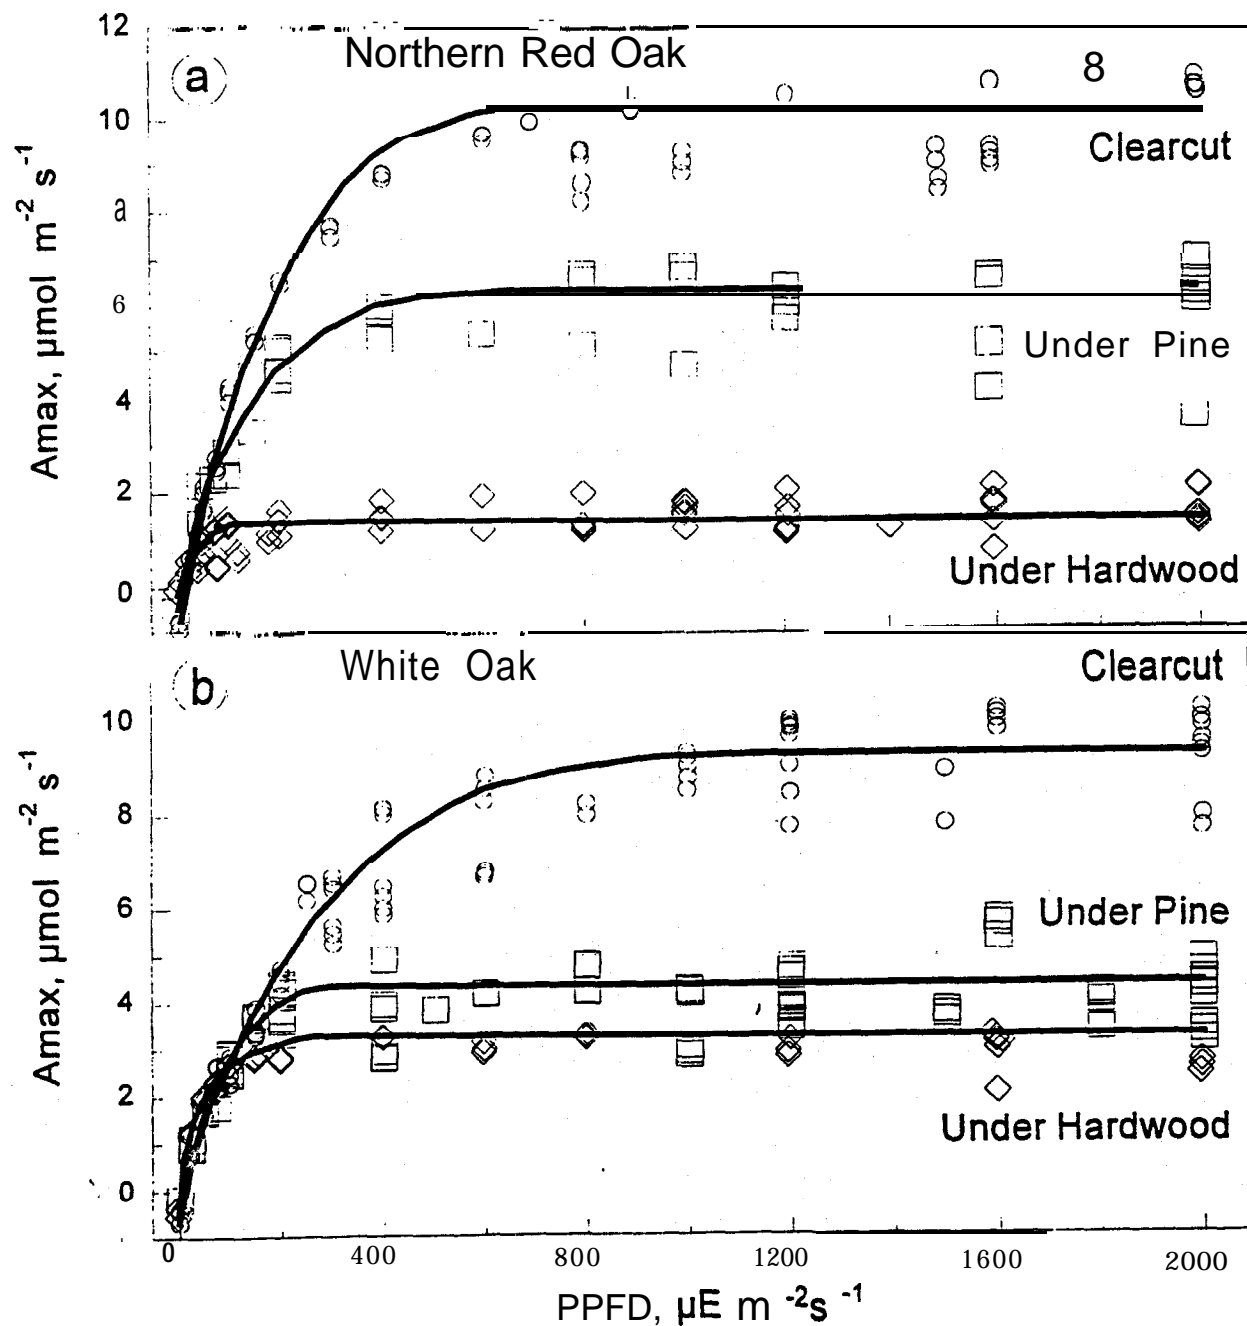 12
Northern Red Oak
8
a
10
Clearcut
a
6
Under Pine
4
2
Under Hardwood
0
Amax, µmol m⁻² s⁻¹
White Oak
Clearcut
b
10
8
6
Under Pine
4
2
Under Hardwood
0
Amax, µmol m⁻² s⁻¹
0 400 800 1200 1600 2000
PPFD, µE m ⁻²s ⁻¹